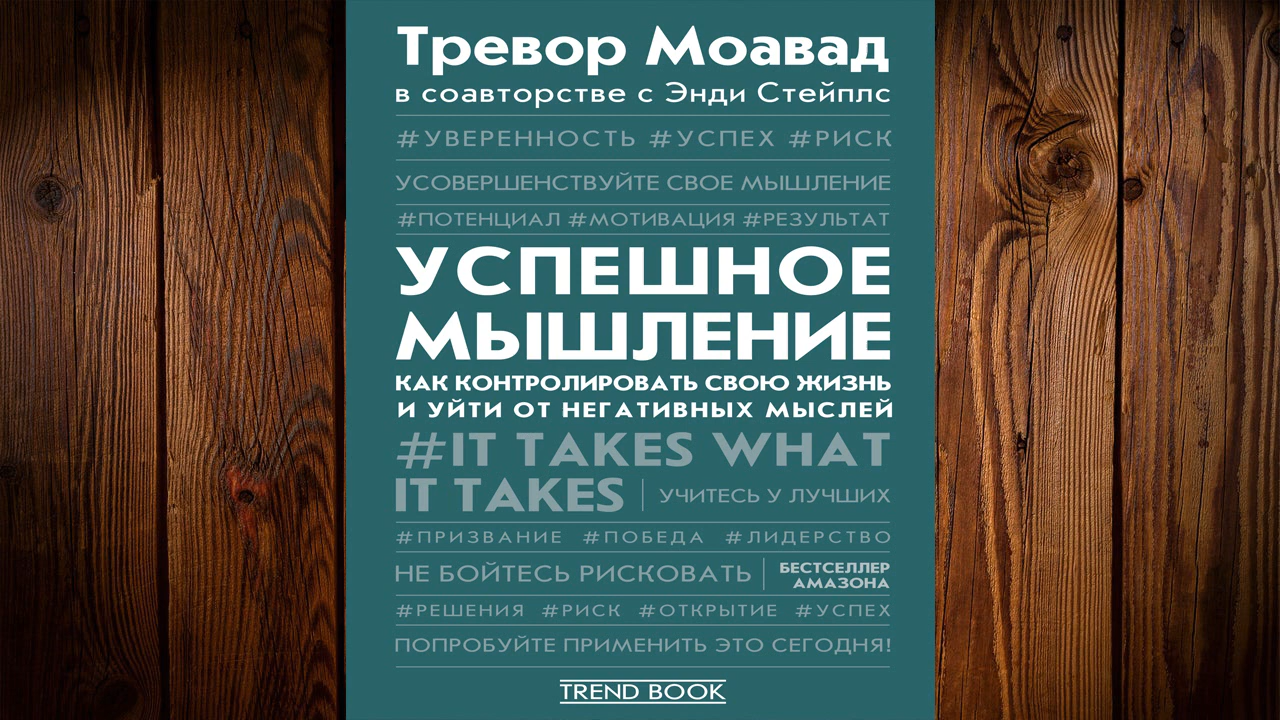 Тревор Моавад
в соавторстве с Энди Стейплс
#УВЕРЕННОСТЬ #УСПЕХ #РИСК
УСОВЕРШЕНСТВУЙТЕ СВОЕ МЫШЛЕНИЕ
#ПОТЕНЦИАЛ #МОТИВАЦИЯ #РЕЗУЛЬТАТ
УСПЕШНОЕ
МЫШЛЕНИЕ
КАК КОНТРОЛИРОВАТЬ СВОЮ ЖИЗНЬ
И УЙТИ ОТ НЕГАТИВНЫХ МЫСЛЕЙ
#IT TAKES WHAT
IT TAKES | УЧИТЕСЬ У ЛУЧШИХ
#ПРИЗВАНИЕ #ПОБЕДА #ЛИДЕРСТВО
НЕ БОЙТЕСЬ РИСКОВАТЬ | БЕСТСЕЛЛЕР
АМАЗОНА
#РЕШЕНИЯ #РИСК #ОТКРЫТИЕ #УСПЕХ
ПОПРОБУЙТЕ ПРИМЕНИТЬ ЭТО СЕГОДНЯ!
TREND BOOK